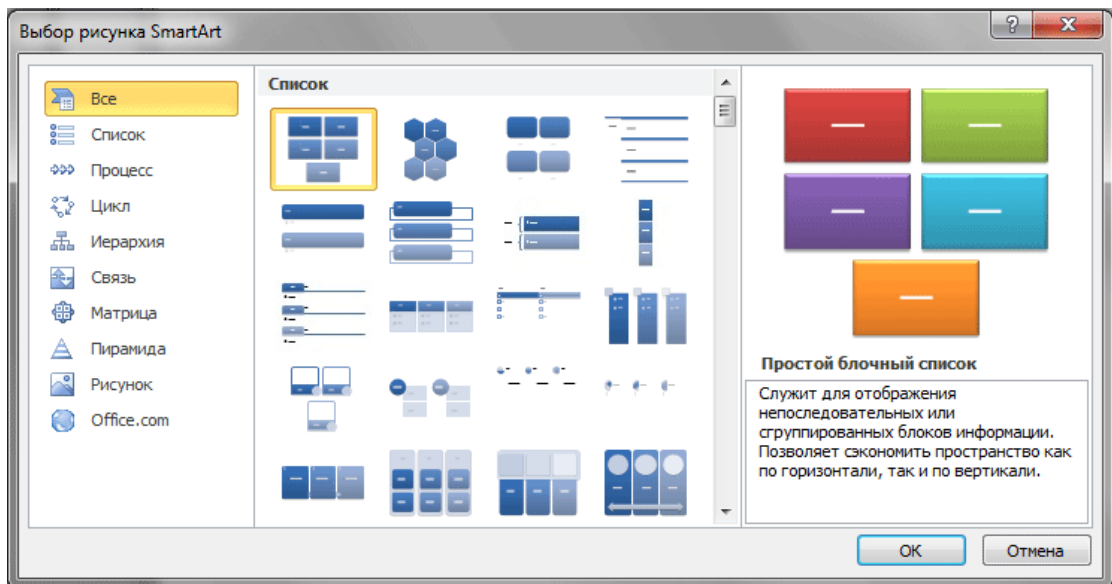 Выбор рисунка SmartArt
Все
Список
Процесс
Цикл
Иерархия
Связь
Матрица
Пирамида
Рисунок
Office.com
Список
Простой блочный список
Служит для отображения
непоследовательных или
сгруппированных блоков информации.
Позволяет сэкономить пространство как
по горизонтали, так и по вертикали.
ОК
Отмена